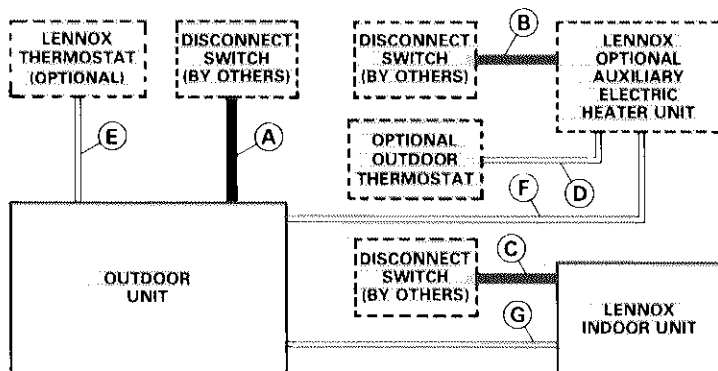 LENNOX
THERMOSTAT
(OPTIONAL)
DISCONNECT
SWITCH
(BY OTHERS)
DISCONNECT
SWITCH
(BY OTHERS)
B
LENNOX
OPTIONAL
AUXILIARY
ELECTRIC
HEATER UNIT
E
A
OPTIONAL
OUTDOOR
THERMOSTAT
D
F
OUTDOOR
UNIT
DISCONNECT
SWITCH
(BY OTHERS)
C
G
LENNOX
INDOOR UNIT